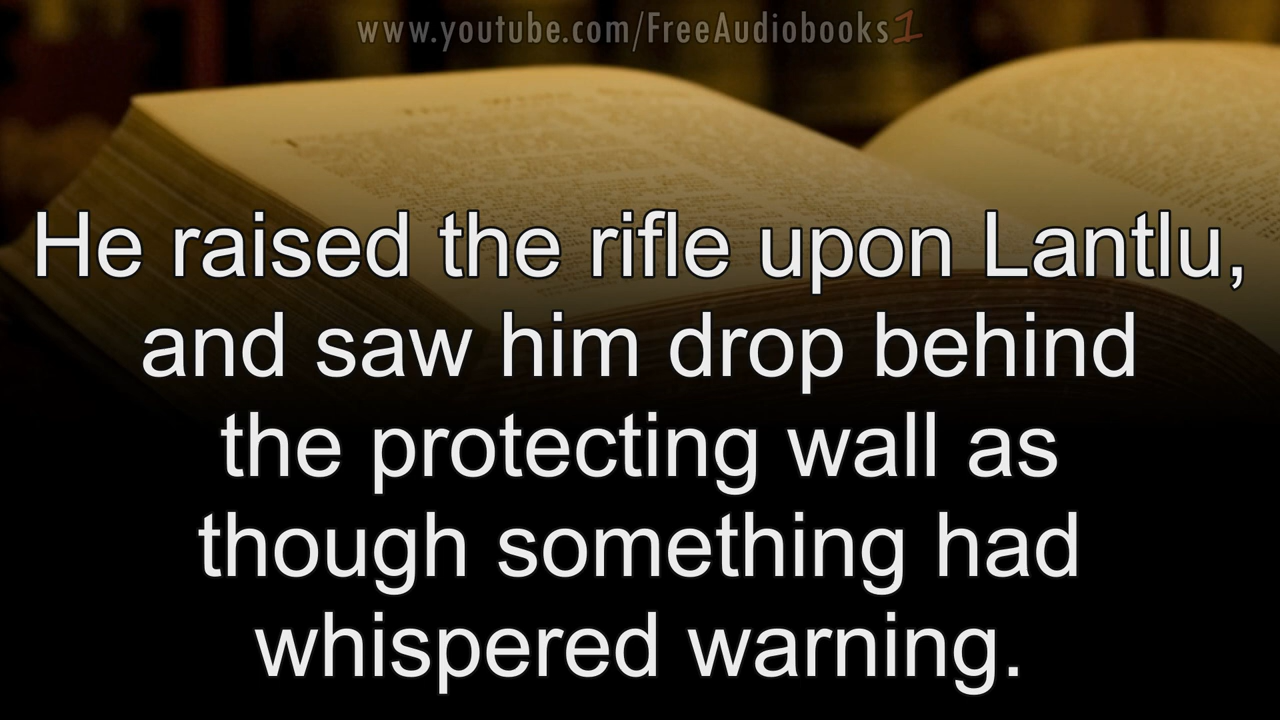 www.youtube.com/FreeAudiobooks1
He raised the rifle upon Lantlu,
and saw him drop behind
the protecting wall as
though something had
whispered warning.